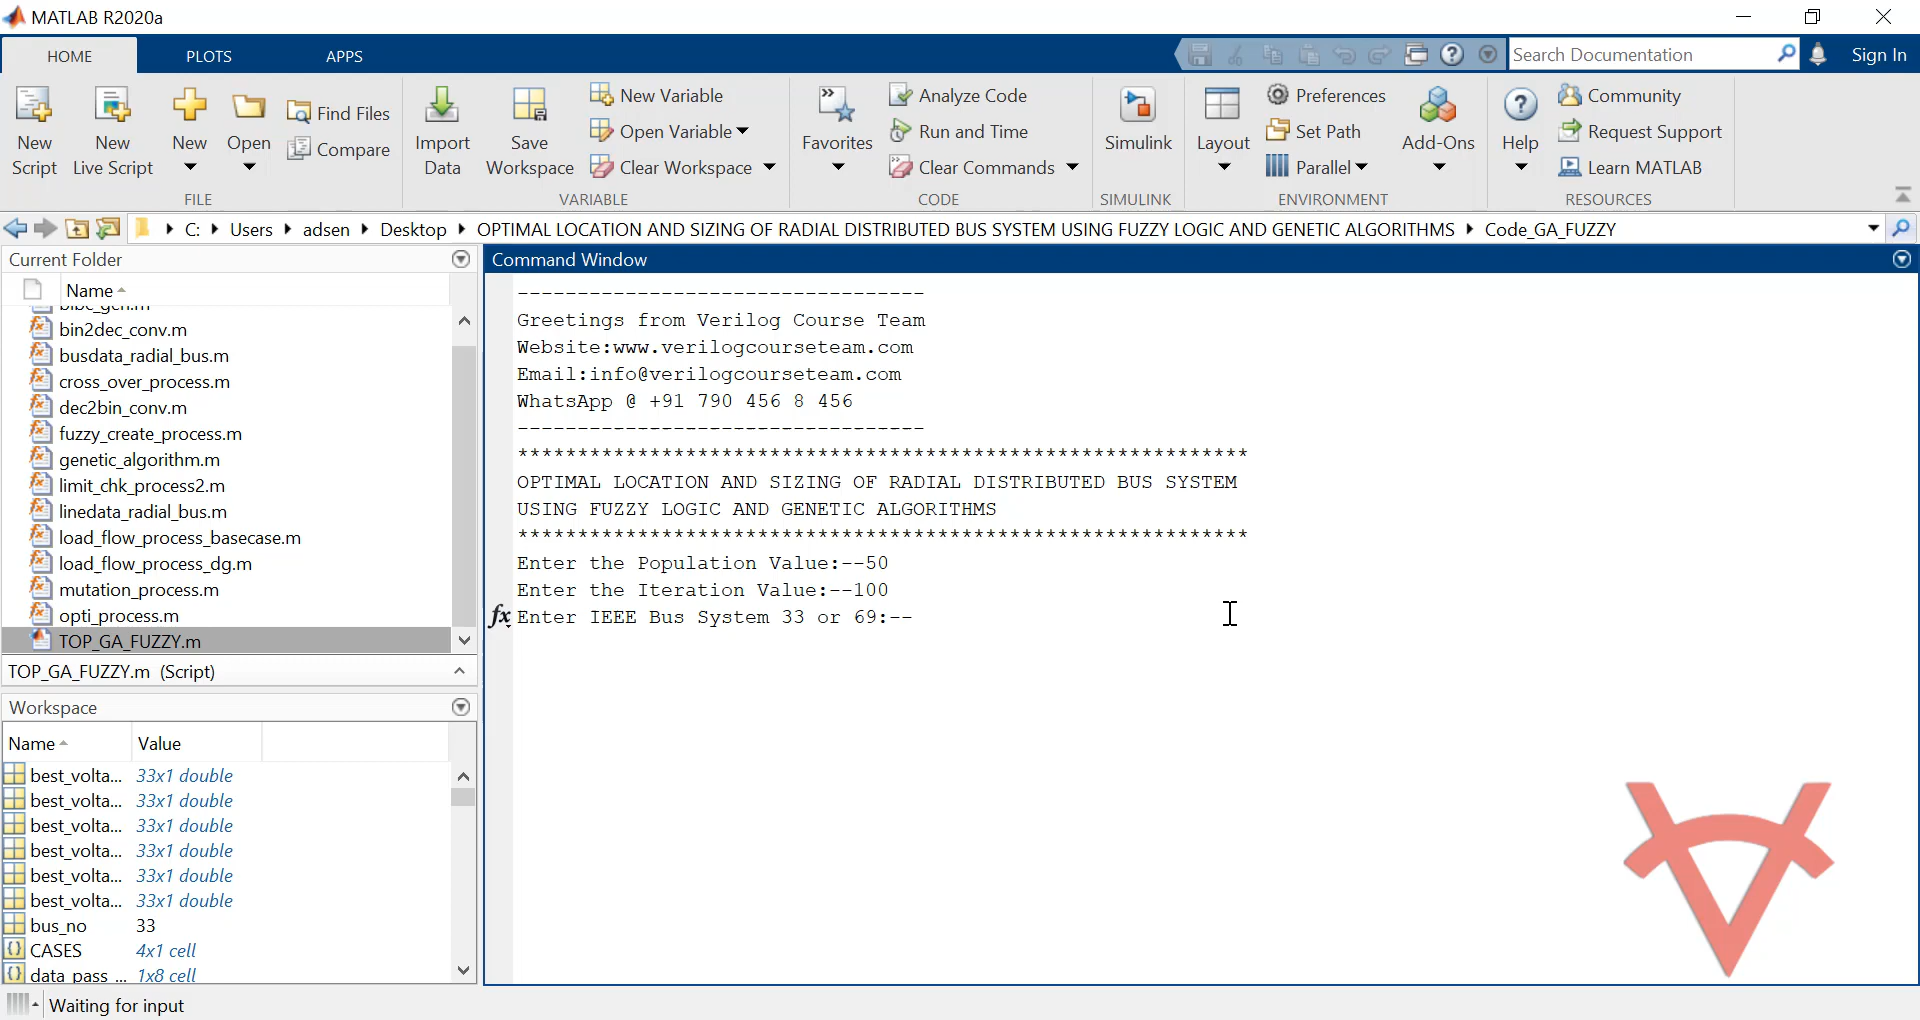 MATLAB R2020a
HOME PLOTS APPS
Search Documentation
Sign In
New Script
New Live Script
New
Open
Find Files
Compare
FILE
Import Data
Save Workspace
New Variable
Open Variable
Clear Workspace
VARIABLE
Favorites
Analyze Code
Run and Time
Clear Commands
CODE
Simulink
SIMULINK
Layout
Preferences
Set Path
Parallel
Add-Ons
ENVIRONMENT
Help
Community
Request Support
Learn MATLAB
RESOURCES
C: Users adsen Desktop OPTIMAL LOCATION AND SIZING OF RADIAL DISTRIBUTED BUS SYSTEM USING FUZZY LOGIC AND GENETIC ALGORITHMS Code_GA_FUZZY
Current Folder
Name
bin2dec_conv.m
busdata_radial_bus.m
cross_over_process.m
dec2bin_conv.m
fuzzy_create_process.m
genetic_algorithm.m
limit_chk_process2.m
linedata_radial_bus.m
load_flow_process_basecase.m
load_flow_process_dg.m
mutation_process.m
opti_process.m
TOP_GA_FUZZY.m
TOP_GA_FUZZY.m (Script)
Workspace
Name Value
best_volta... 33x1 double
best_volta... 33x1 double
best_volta... 33x1 double
best_volta... 33x1 double
best_volta... 33x1 double
best_volta... 33x1 double
bus_no 33
CASES 4x1 cell
data_pass_... 1x8 cell
Waiting for input
Command Window
----------------------------------
Greetings from Verilog Course Team
Website:www.verilogcourseteam.com
Email:info@verilogcourseteam.com
WhatsApp @ +91 790 456 8 456
----------------------------------
*************************************************************
OPTIMAL LOCATION AND SIZING OF RADIAL DISTRIBUTED BUS SYSTEM
USING FUZZY LOGIC AND GENETIC ALGORITHMS
*************************************************************
Enter the Population Value:--50
Enter the Iteration Value:--100
fx Enter IEEE Bus System 33 or 69:--